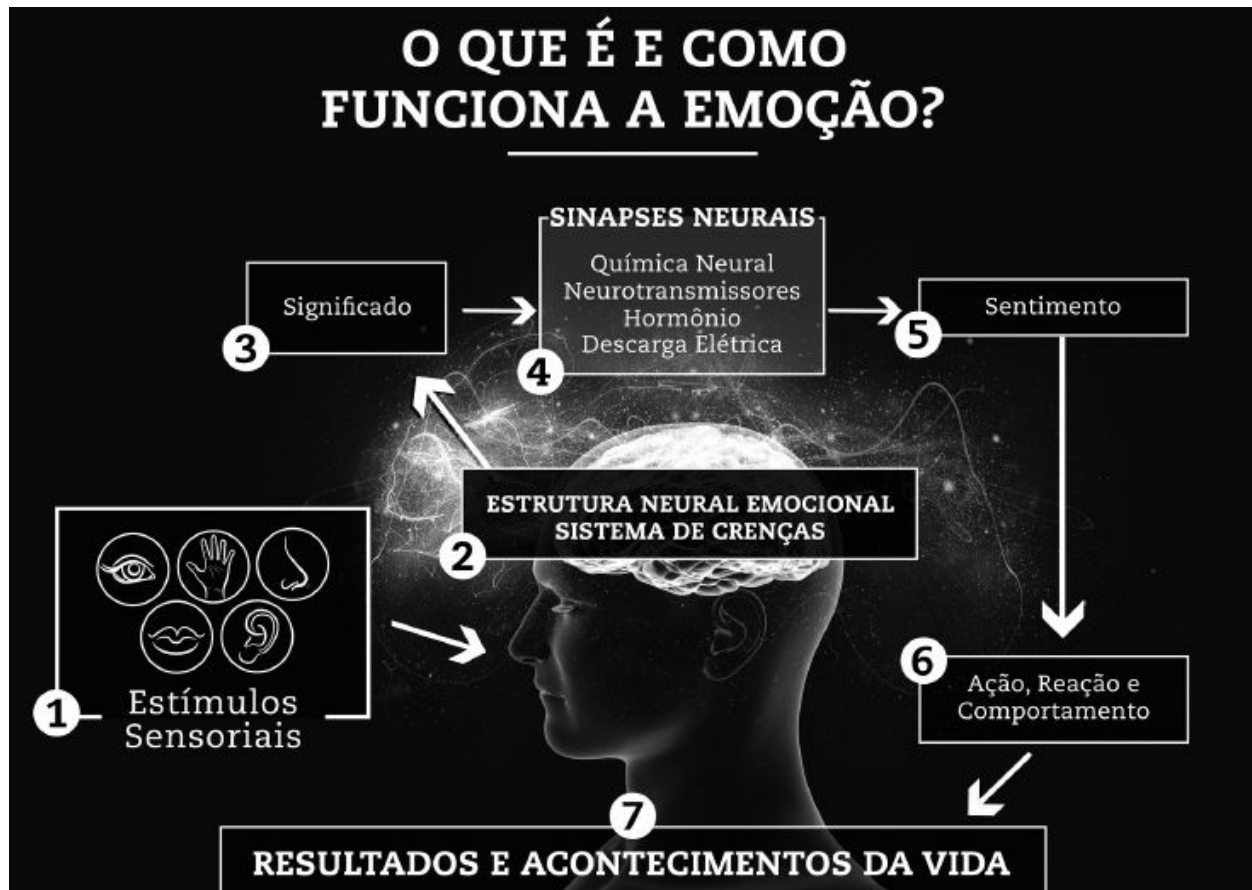 O QUE É E COMO
FUNCIONA A EMOÇÃO?
1
Estímulos
Sensoriais
2
ESTRUTURA NEURAL EMOCIONAL
SISTEMA DE CRENÇAS
3
Significado
4
SINAPSES NEURAIS
Química Neural
Neurotransmissores
Hormônio
Descarga Elétrica
5
Sentimento
6
Ação, Reação e
Comportamento
7
RESULTADOS E ACONTECIMENTOS DA VIDA